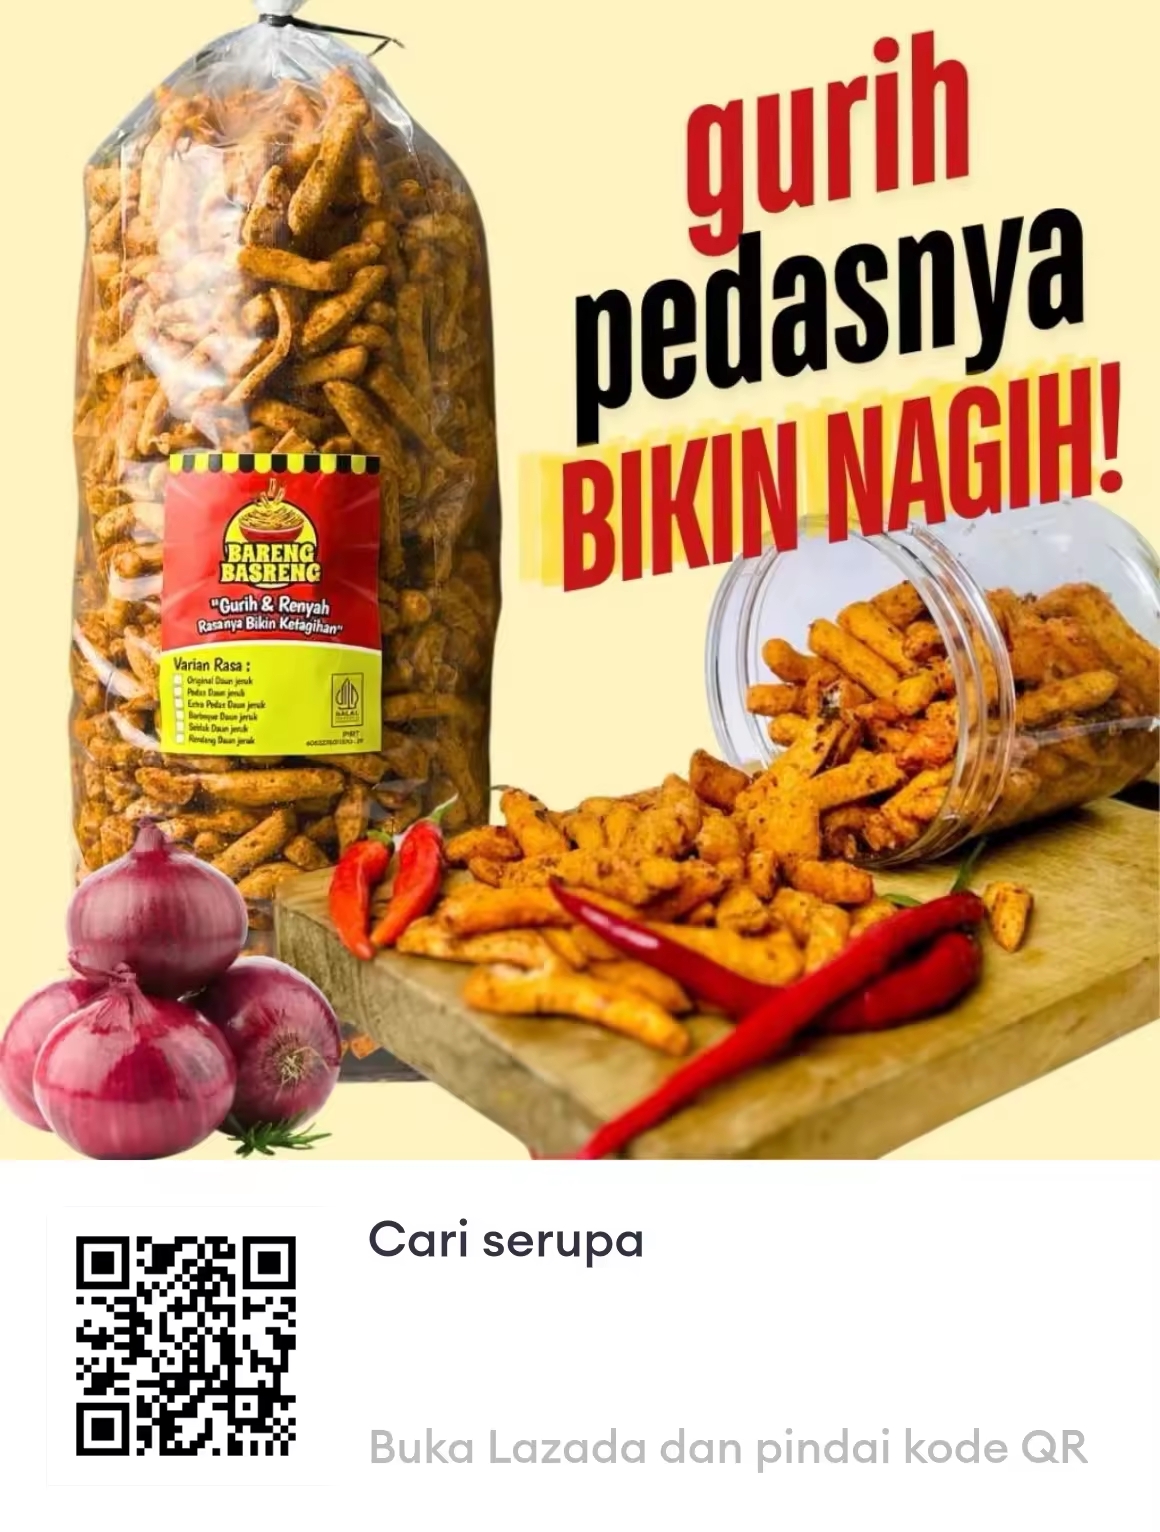 gurih
pedasnya
BIKIN NAGIH!
BARENG
BASRENG
"Gurih & Renyah
Rasanya Bikin Ketagihan"
Varian Rasa :
Original Daun jeruk
Pedas Daun jeruk
Extra Pedas Daun jeruk
Barbeque Daun jeruk
Seblak Daun jeruk
Rendang Daun jeruk
HALAL
PIRT
Cari serupa
Buka Lazada dan pindai kode QR